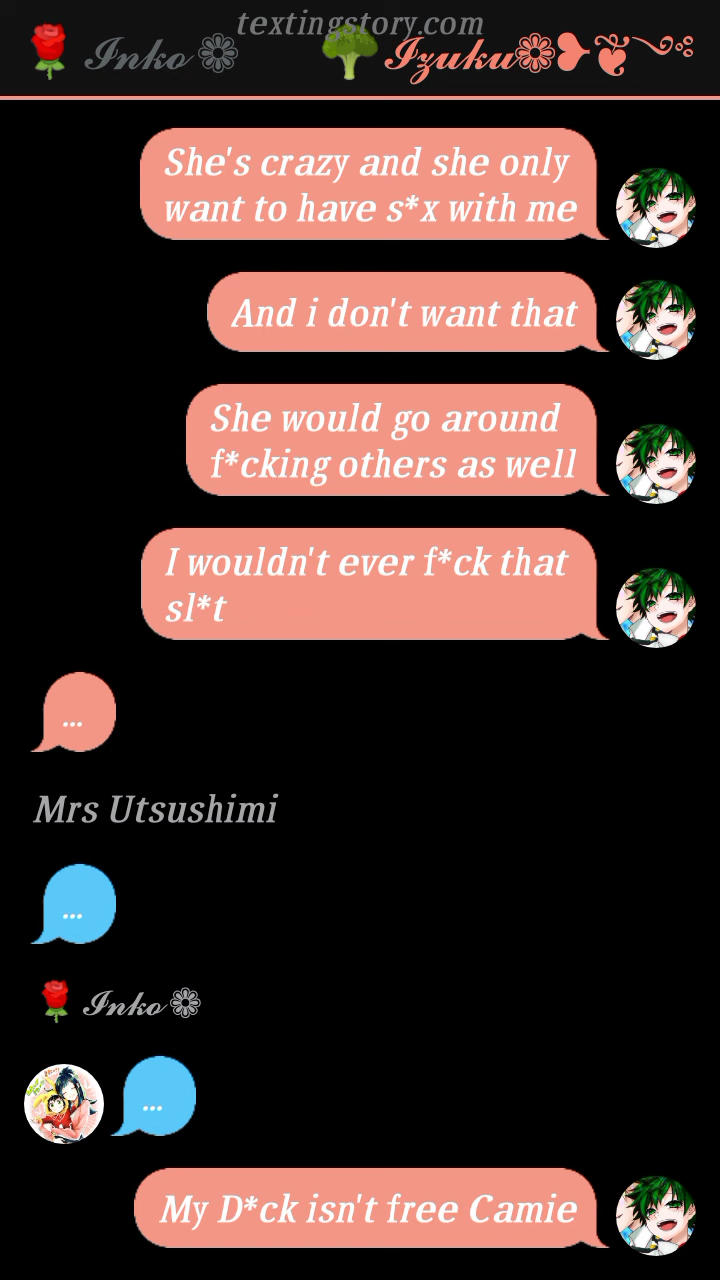 textingstory.com
🌹 Inko❁ 🥦Izuku❁❥❦〜
She's crazy and she only
want to have s*x with me
And i don't want that
She would go around
f*cking others as well
I wouldn't ever f*ck that
sl*t
...
Mrs Utsushimi
...
🌹 Inko❁
...
My D*ck isn't free Camie